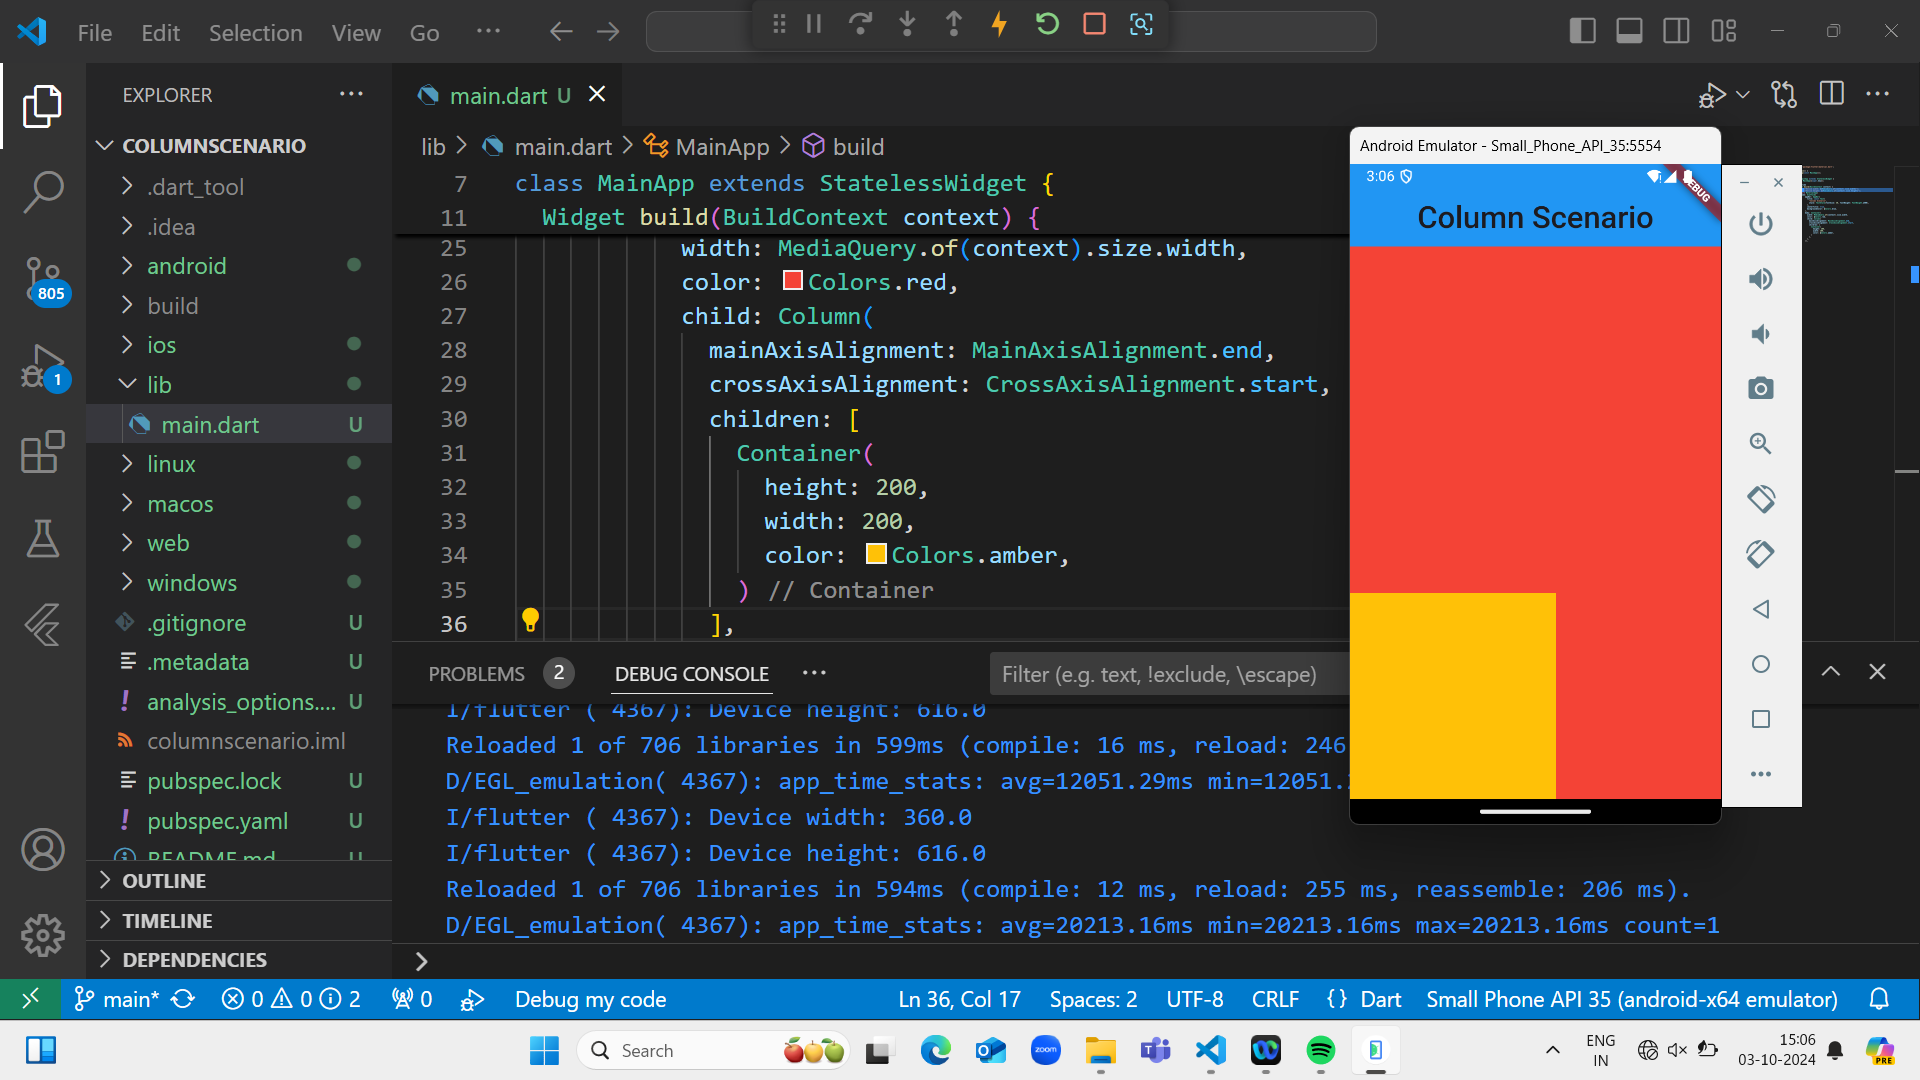 File Edit Selection View Go ...
EXPLORER
COLUMNSCENARIO
.dart_tool
.idea
android
build
ios
lib
main.dart U
linux
macos
web
windows
.gitignore U
.metadata U
analysis_options.... U
columnscenario.iml
pubspec.lock U
pubspec.yaml U
README.md U
OUTLINE
TIMELINE
DEPENDENCIES
805
1
main.dart U
lib > main.dart > MainApp > build
7 class MainApp extends StatelessWidget {
11 Widget build(BuildContext context) {
25 width: MediaQuery.of(context).size.width,
26 color: Colors.red,
27 child: Column(
28 mainAxisAlignment: MainAxisAlignment.end,
29 crossAxisAlignment: CrossAxisAlignment.start,
30 children: [
31 Container(
32 height: 200,
33 width: 200,
34 color: Colors.amber,
35 ) // Container
36 ],
PROBLEMS 2 DEBUG CONSOLE ...
Filter (e.g. text, !exclude, \escape)
I/flutter ( 4367): Device height: 616.0
Reloaded 1 of 706 libraries in 599ms (compile: 16 ms, reload: 246
D/EGL_emulation( 4367): app_time_stats: avg=12051.29ms min=12051.
I/flutter ( 4367): Device width: 360.0
I/flutter ( 4367): Device height: 616.0
Reloaded 1 of 706 libraries in 594ms (compile: 12 ms, reload: 255 ms, reassemble: 206 ms).
D/EGL_emulation( 4367): app_time_stats: avg=20213.16ms min=20213.16ms max=20213.16ms count=1
Android Emulator - Small_Phone_API_35:5554
3:06
DEBUG
Column Scenario
main* 0 0 2 0 Debug my code
Ln 36, Col 17 Spaces: 2 UTF-8 CRLF {} Dart Small Phone API 35 (android-x64 emulator)
Search
zoom
ENG
IN
15:06
03-10-2024
PRE